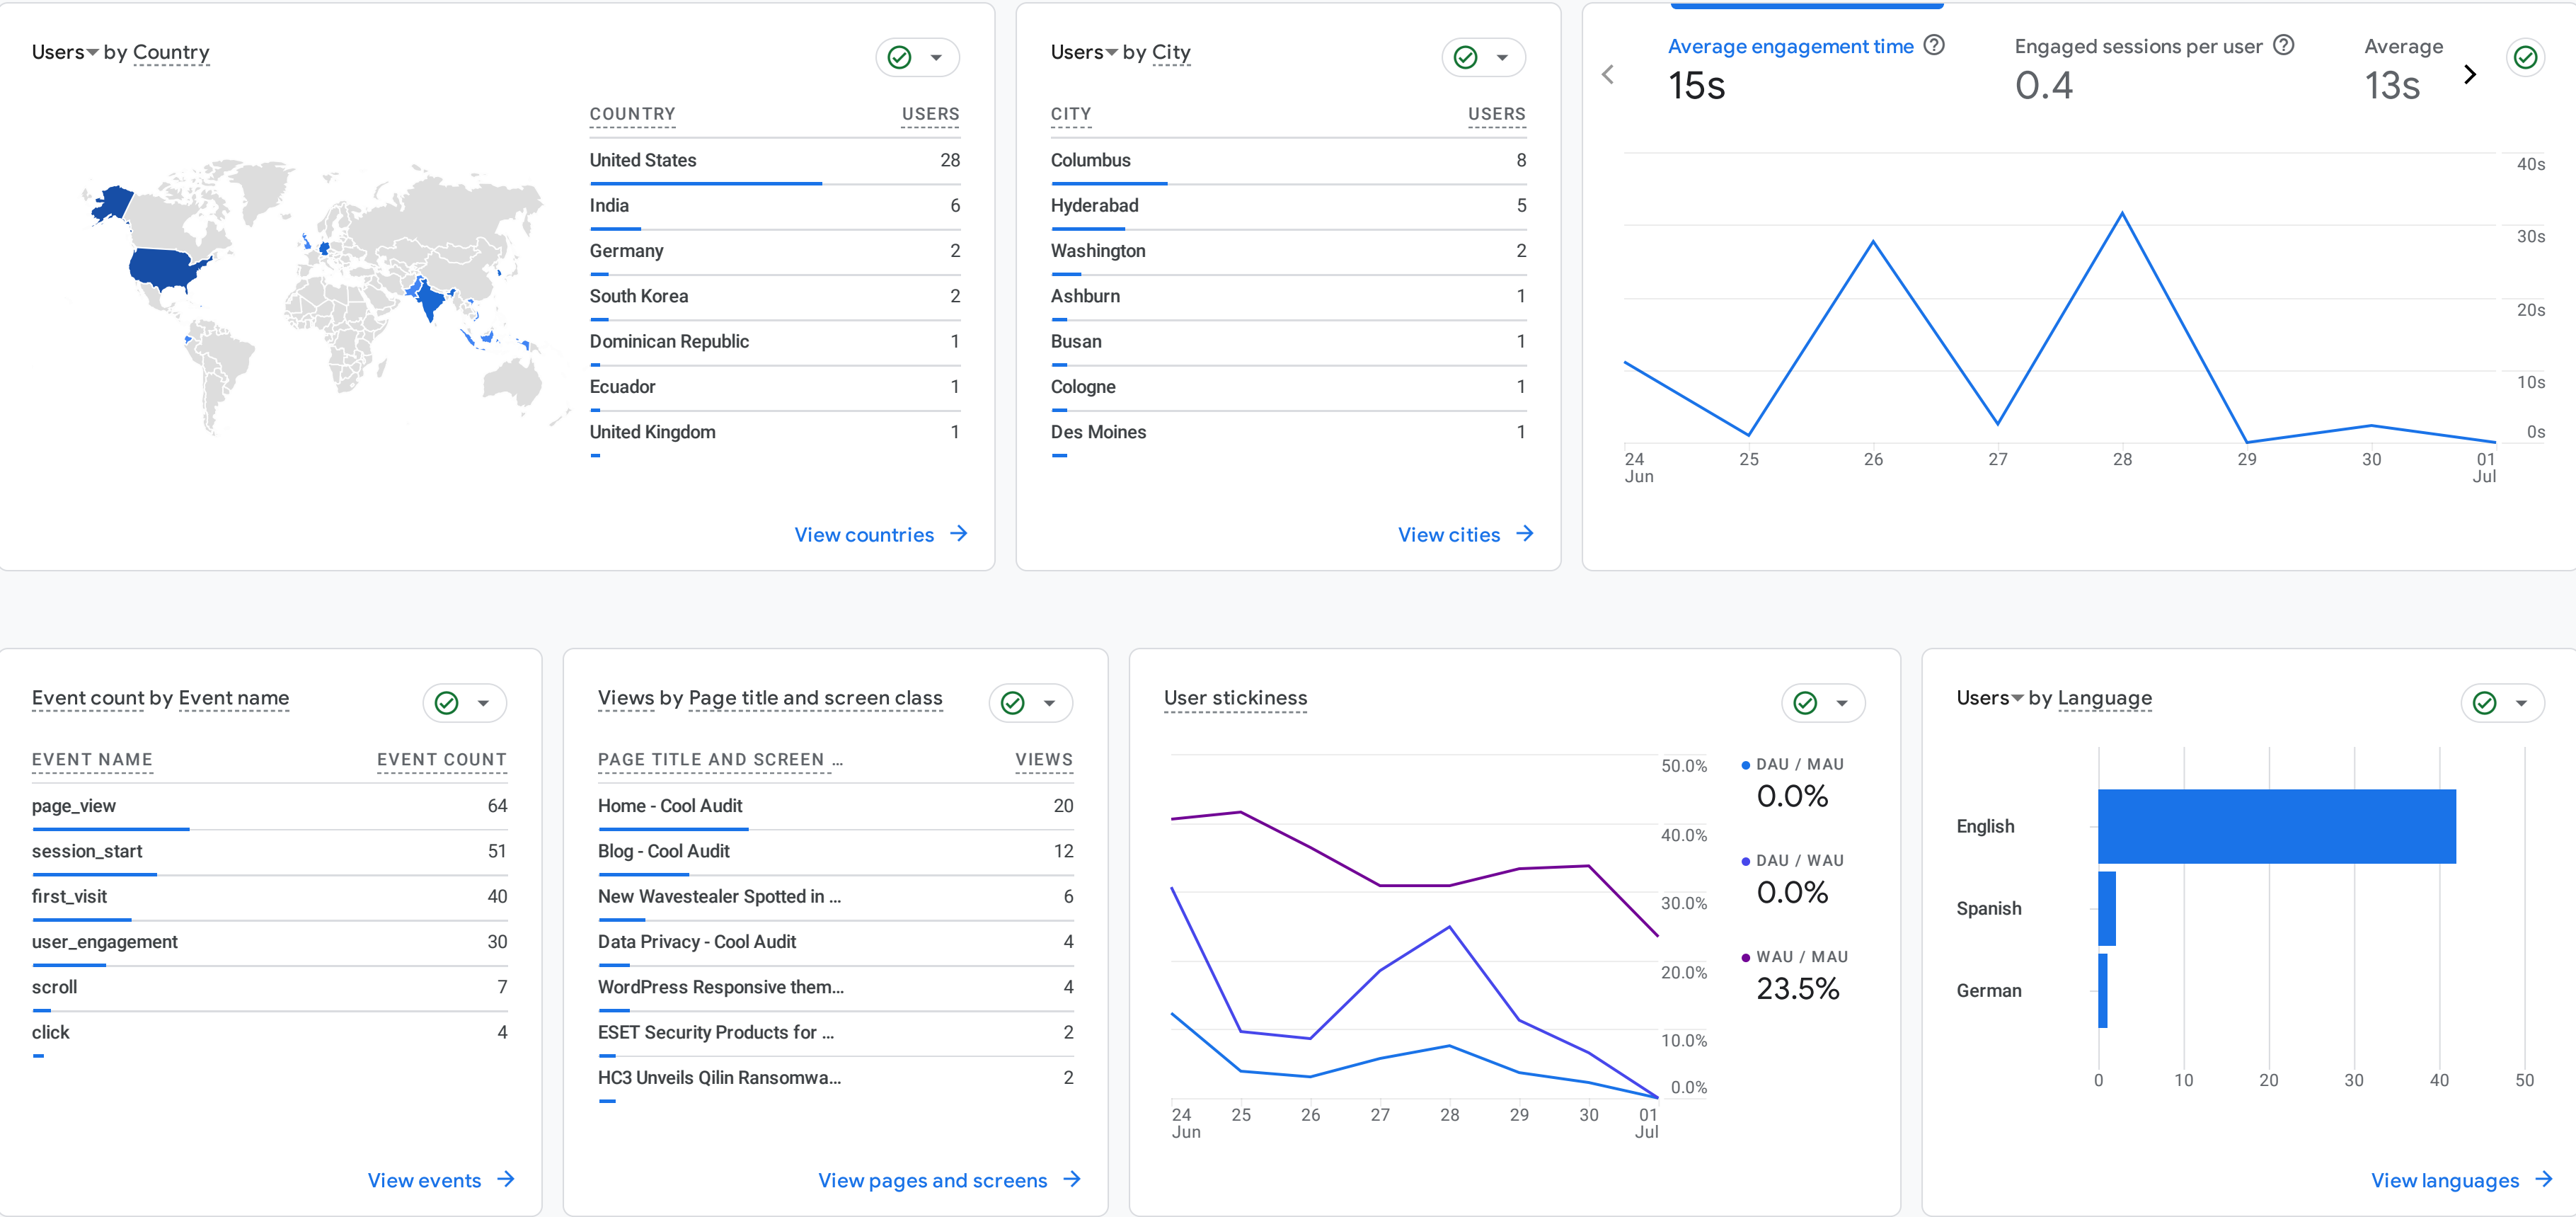 Users by Country
COUNTRY USERS
United States 28
India 6
Germany 2
South Korea 2
Dominican Republic 1
Ecuador 1
United Kingdom 1
View countries
Users by City
CITY USERS
Columbus 8
Hyderabad 5
Washington 2
Ashburn 1
Busan 1
Cologne 1
Des Moines 1
View cities
Average engagement time
15s
Engaged sessions per user
0.4
Average
13s
40s
30s
20s
10s
0s
24 25 26 27 28 29 30 01
Jun Jul
Event count by Event name
EVENT NAME EVENT COUNT
page_view 64
session_start 51
first_visit 40
user_engagement 30
scroll 7
click 4
View events
Views by Page title and screen class
PAGE TITLE AND SCREEN … VIEWS
Home - Cool Audit 20
Blog - Cool Audit 12
New Wavestealer Spotted in … 6
Data Privacy - Cool Audit 4
WordPress Responsive them… 4
ESET Security Products for … 2
HC3 Unveils Qilin Ransomwa… 2
View pages and screens
User stickiness
50.0%
40.0%
30.0%
20.0%
10.0%
0.0%
24 25 26 27 28 29 30 01
Jun Jul
DAU / MAU
0.0%
DAU / WAU
0.0%
WAU / MAU
23.5%
Users by Language
English
Spanish
German
0 10 20 30 40 50
View languages